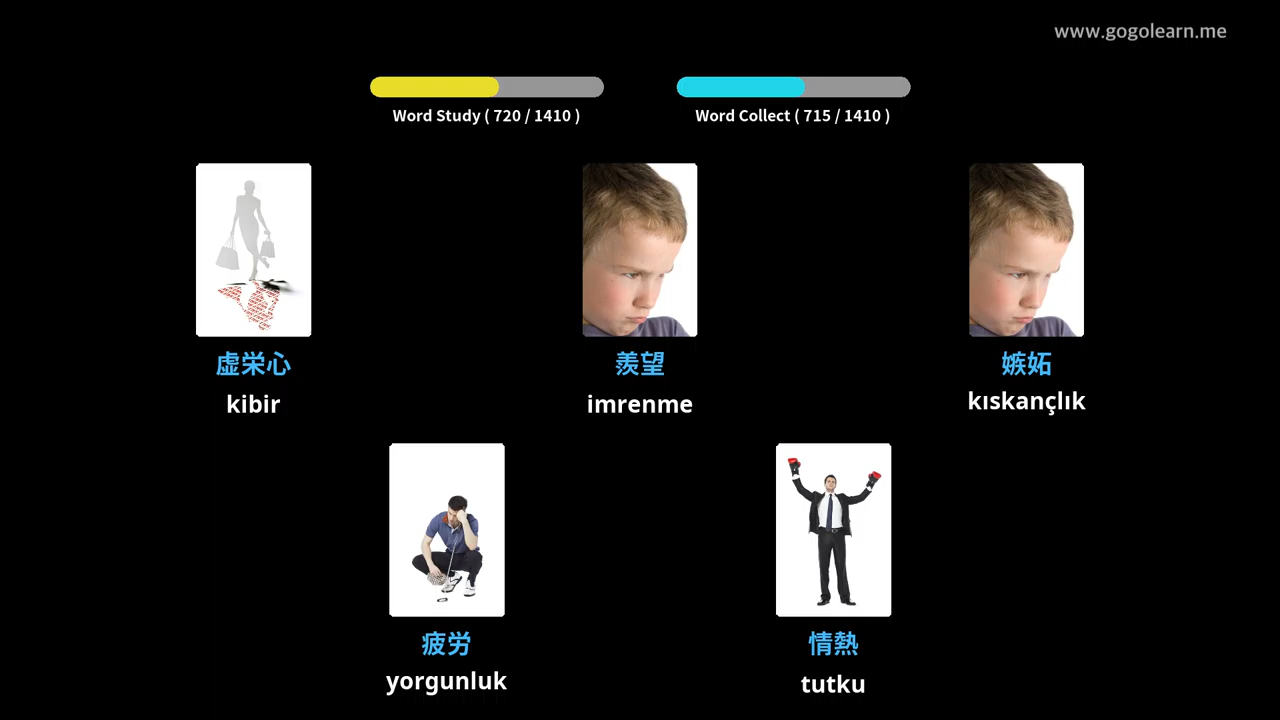 www.gogolearn.me
Word Study ( 720 / 1410 )
Word Collect ( 715 / 1410 )
虚栄心
羨望
嫉妬
kibir
imrenme
kıskançlık
疲労
情熱
yorgunluk
tutku